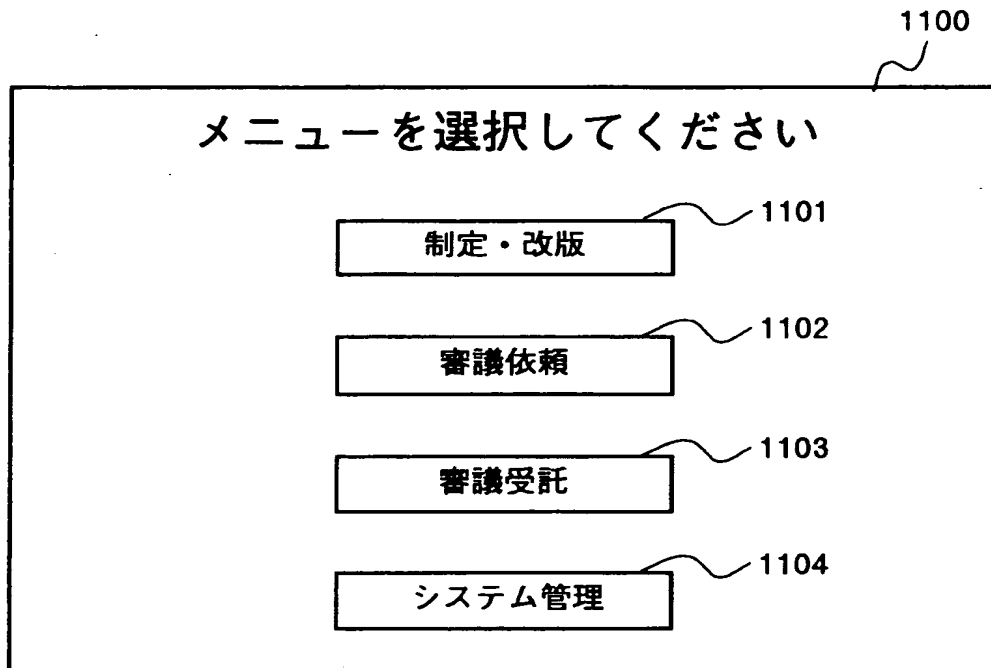 1100
メニューを選択してください
1101
制定・改版
1102
審議依頼
1103
審議受託
1104
システム管理